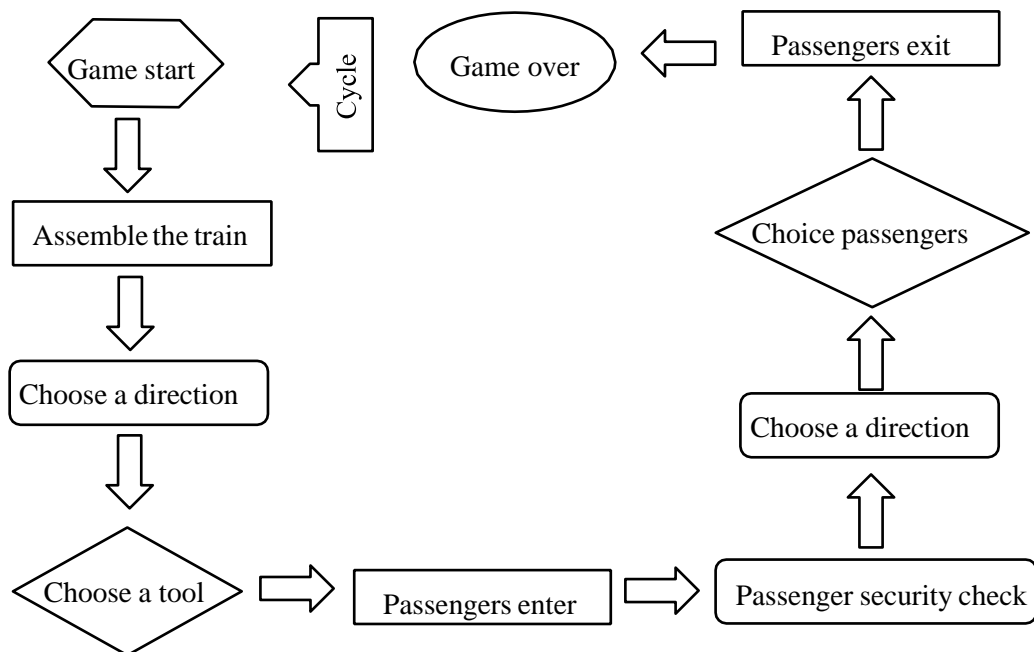 Game start
Cycle
Game over
Passengers exit
Assemble the train
Choice passengers
Choose a direction
Choose a direction
Choose a tool
Passengers enter
Passenger security check